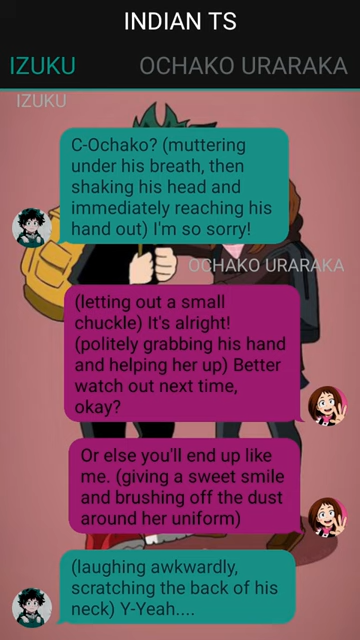 INDIAN TS
IZUKU OCHAKO URARAKA
IZUKU
C-Ochako? (muttering
under his breath, then
shaking his head and
immediately reaching his
hand out) I'm so sorry!
OCHAKO URARAKA
(letting out a small
chuckle) It's alright!
(politely grabbing his hand
and helping her up) Better
watch out next time,
okay?
Or else you'll end up like
me. (giving a sweet smile
and brushing off the dust
around her uniform)
(laughing awkwardly,
scratching the back of his
neck) Y-Yeah....